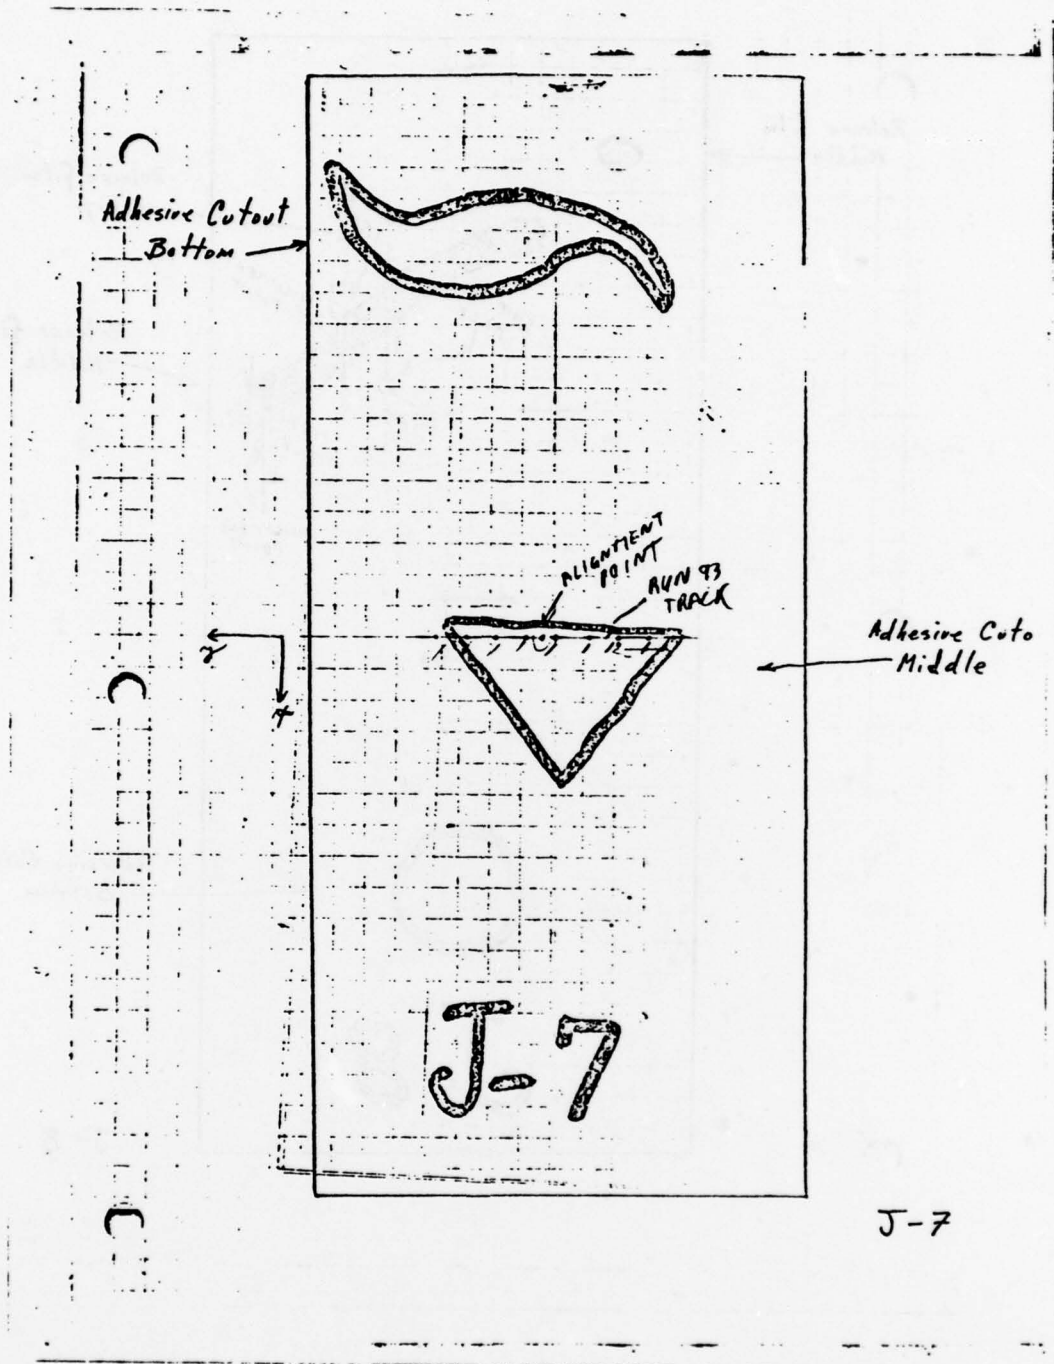 Adhesive Cutout
Bottom
ALIGNMENT
POINT
RUN 93
TRACK
Adhesive Cuto
Middle
J-7
J-7